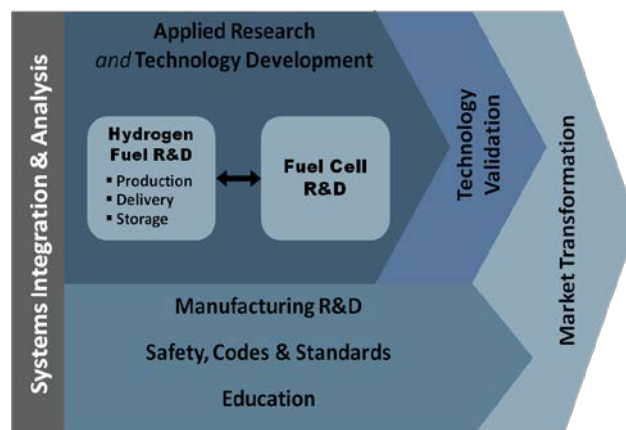 Systems Integration & Analysis
Applied Research
and Technology Development
Hydrogen
Fuel R&D
▪ Production
▪ Delivery
▪ Storage
Fuel Cell
R&D
Technology
Validation
Market Transformation
Manufacturing R&D
Safety, Codes & Standards
Education